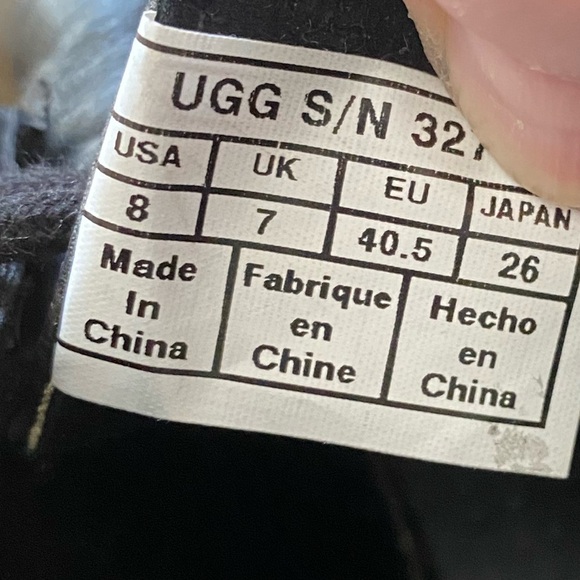 UGG S/N 327
USA UK EU JAPAN
8 7 40.5 26
Made
In
China
Fabrique
en
Chine
Hecho
en
China